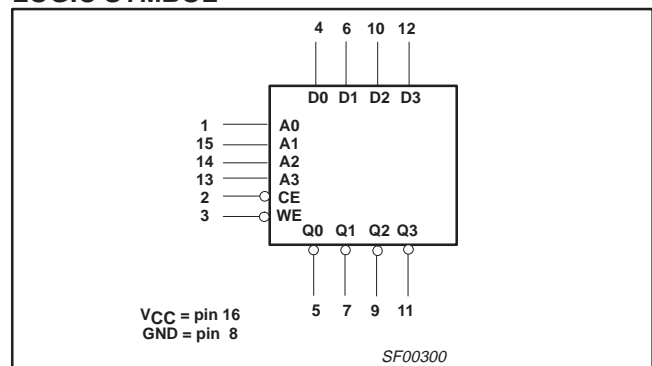 LOGIC SYMBOL
4 6 10 12
D0 D1 D2 D3
1 A0
15 A1
14 A2
13 A3
2 CE
3 WE
Q0 Q1 Q2 Q3
5 7 9 11
VCC = pin 16
GND = pin 8
SF00300